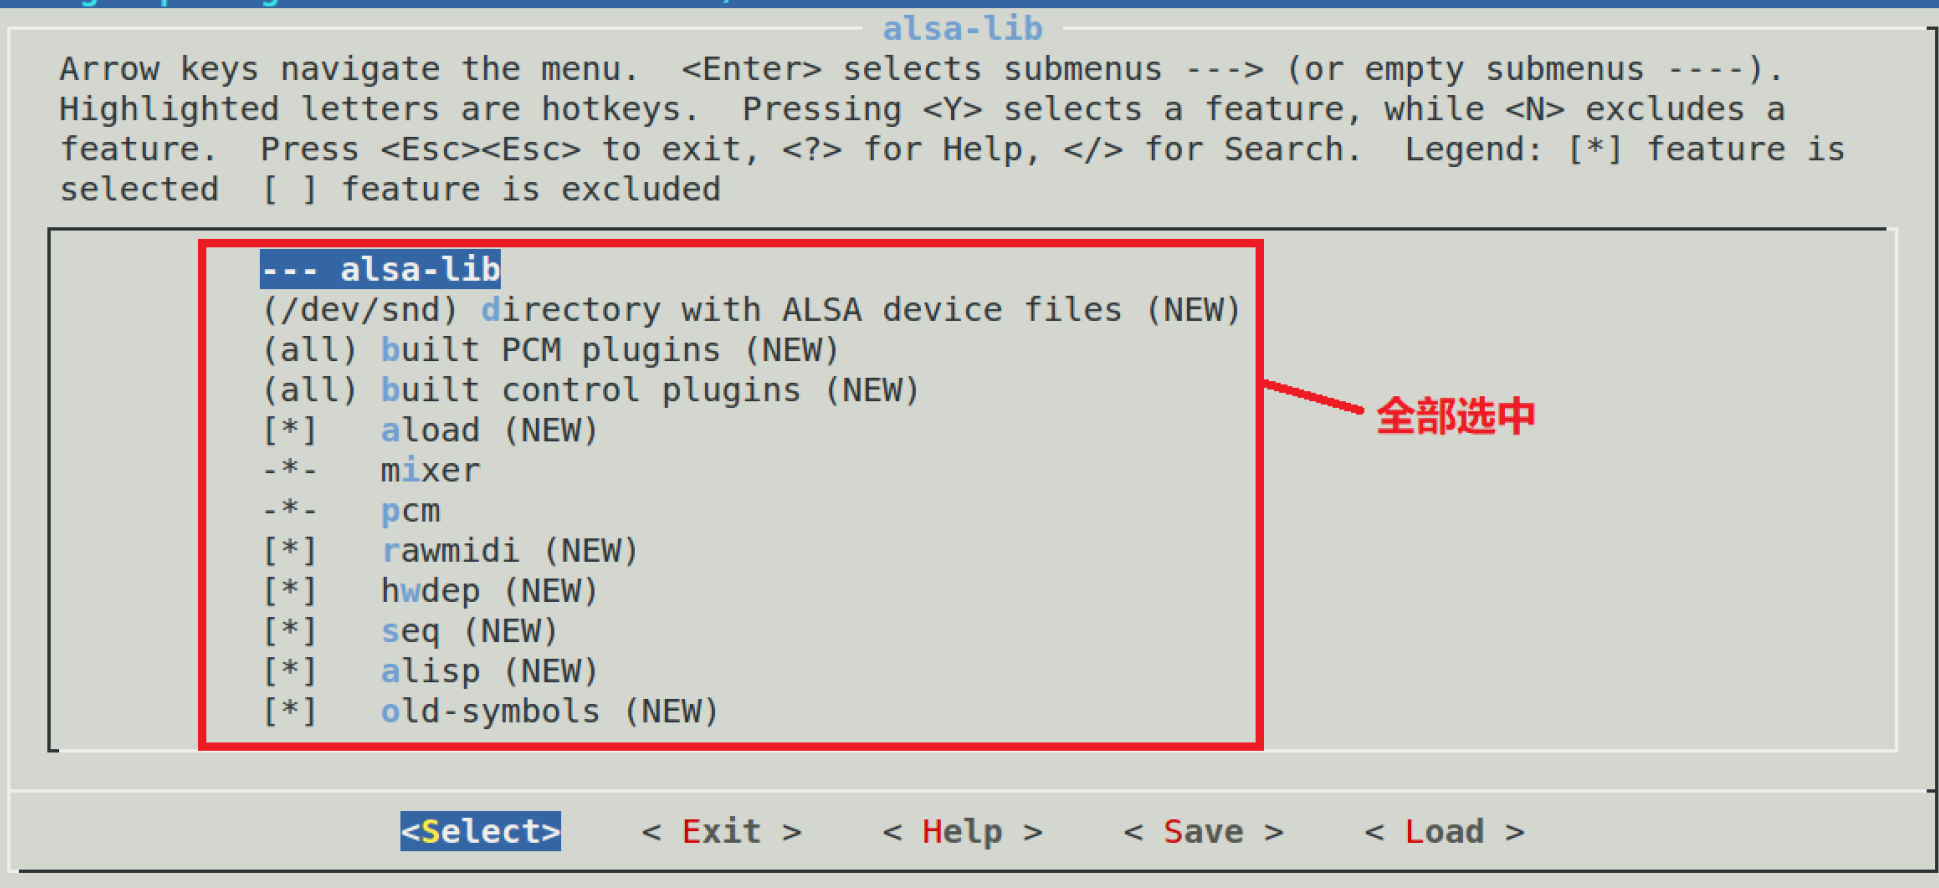 alsa-lib
Arrow keys navigate the menu.  <Enter> selects submenus ---> (or empty submenus ----).
Highlighted letters are hotkeys.  Pressing <Y> selects a feature, while <N> excludes a
feature.  Press <Esc><Esc> to exit, <?> for Help, </> for Search.  Legend: [*] feature is
selected  [ ] feature is excluded
--- alsa-lib
(/dev/snd) directory with ALSA device files (NEW)
(all) built PCM plugins (NEW)
(all) built control plugins (NEW)
[*]   aload (NEW)
-*-   mixer
-*-   pcm
[*]   rawmidi (NEW)
[*]   hwdep (NEW)
[*]   seq (NEW)
[*]   alisp (NEW)
[*]   old-symbols (NEW)
全部选中
<Select>    < Exit >    < Help >    < Save >    < Load >